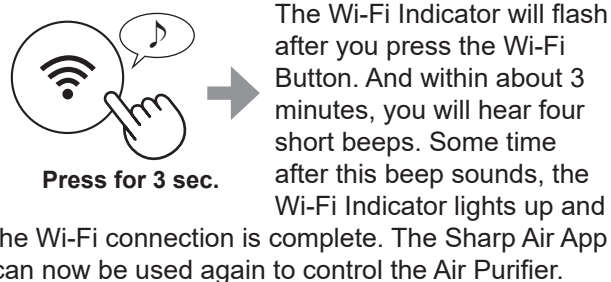 The Wi-Fi Indicator will flash
after you press the Wi-Fi
Button. And within about 3
minutes, you will hear four
short beeps. Some time
after this beep sounds, the
Wi-Fi Indicator lights up and
he Wi-Fi connection is complete. The Sharp Air App
can now be used again to control the Air Purifier.
Press for 3 sec.